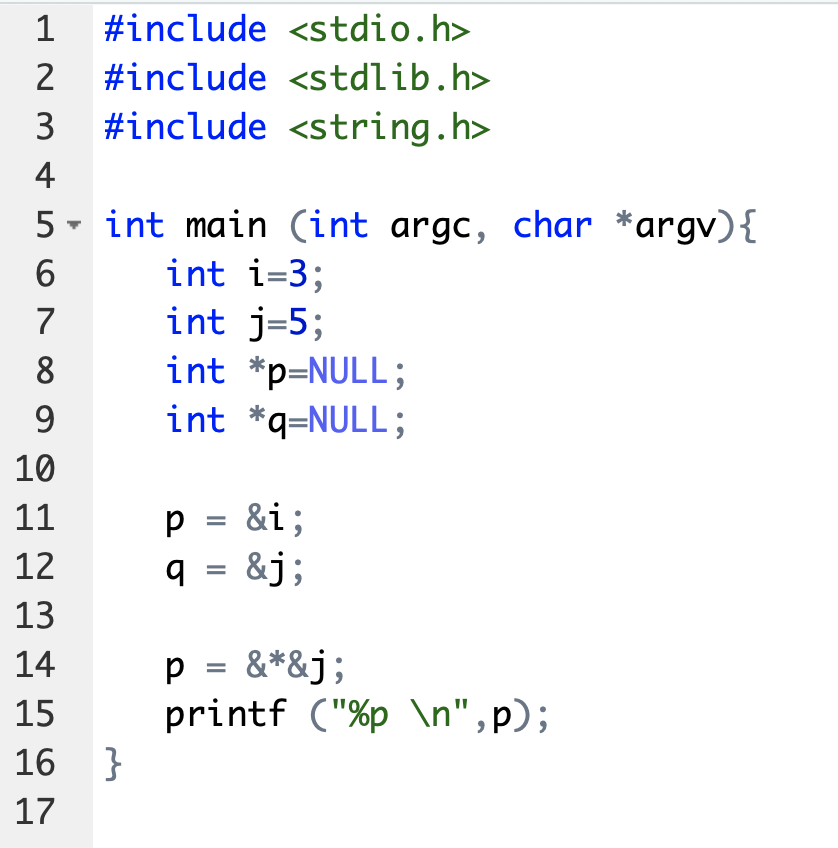 1 #include <stdio.h>
2 #include <stdlib.h>
3 #include <string.h>
4
5 int main (int argc, char *argv){
6 int i=3;
7 int j=5;
8 int *p=NULL;
9 int *q=NULL;
10
11 p = &i;
12 q = &j;
13
14 p = &*&j;
15 printf ("%p \n",p);
16 }
17